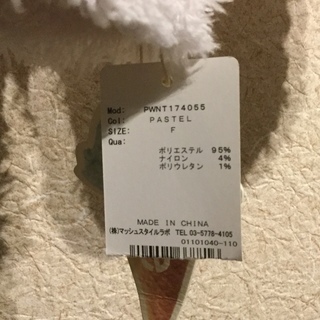 Mod: PWNT174055
Col: PASTEL
SIZE: F
Qua:
ポリエステル 95%
ナイロン 4%
ポリウレタン 1%
MADE IN CHINA
(株)マッシュスタイルラボ TEL 03-5778-4105
01101040-110